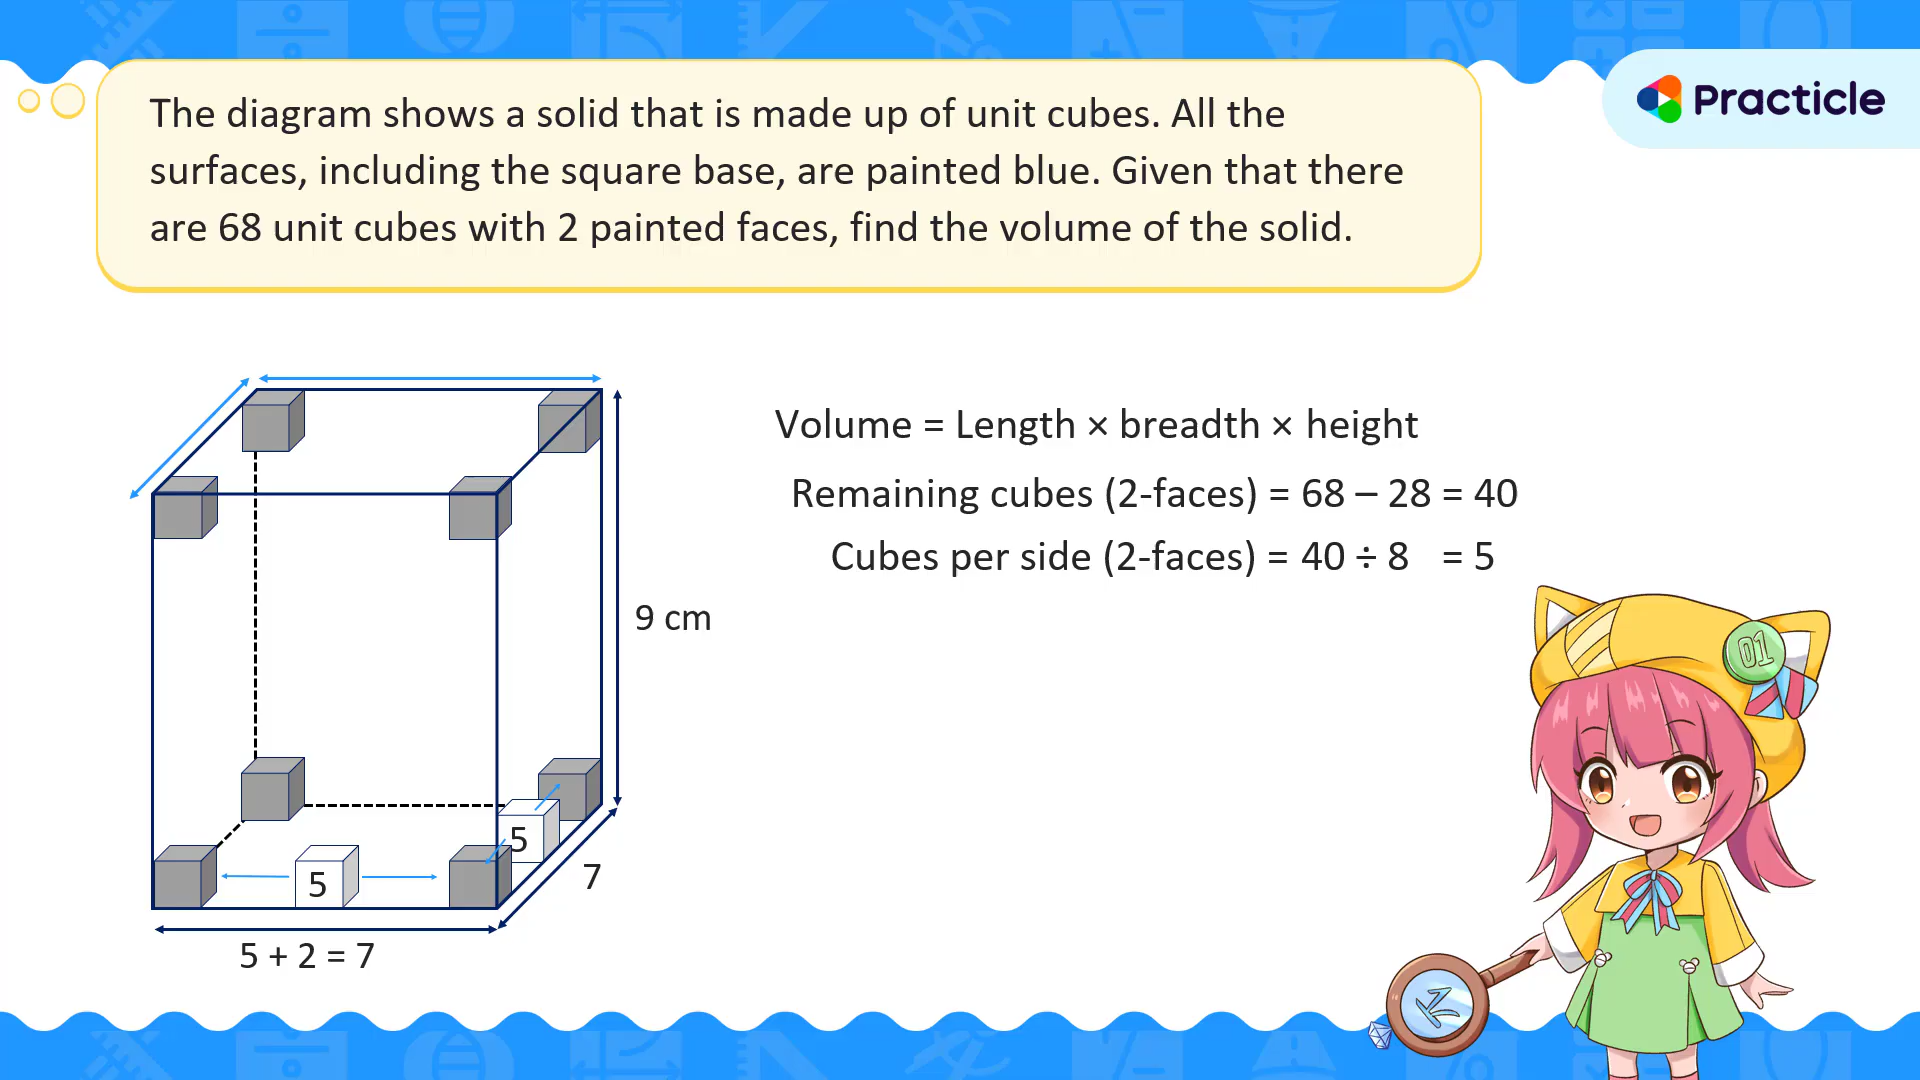 The diagram shows a solid that is made up of unit cubes. All the
surfaces, including the square base, are painted blue. Given that there
are 68 unit cubes with 2 painted faces, find the volume of the solid.
Practicle
Volume = Length × breadth × height
Remaining cubes (2-faces) = 68 – 28 = 40
Cubes per side (2-faces) = 40 ÷ 8 = 5
9 cm
5
5
7
5 + 2 = 7
01